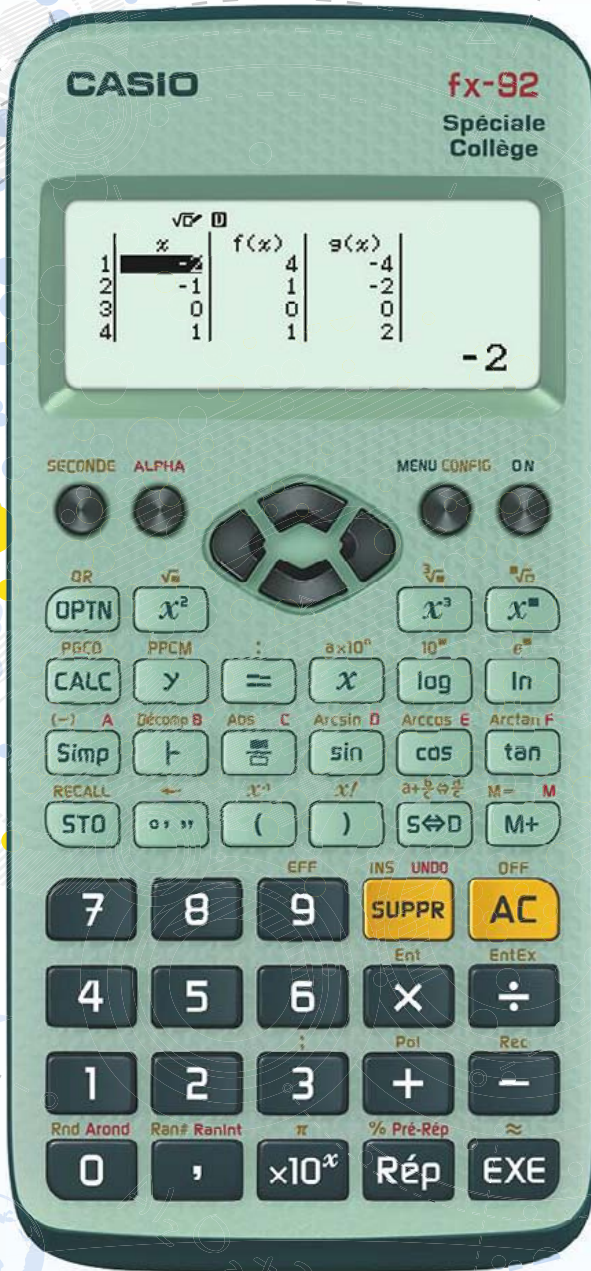 CASIO fx-92
Spéciale
Collège
√□ D
x f(x) g(x)
1 -2 4 -4
2 -1 1 -2
3 0 0 0
4 1 1 2
-2
SECONDE ALPHA MENU CONFIG ON
QR √■ ³√■ ■√□
OPTN x² x³ x■
PGCD PPCM : a×10ⁿ 10■ e■
CALC y = x log ln
(−) A Décomp B Abs C Arcsin D Arccos E Arctan F
Simp ⊢ sin cos tan
RECALL ← x⁻¹ x! a+b/c⇔d/c M− M
STO ° ’ ” ( ) S⇔D M+
EFF INS UNDO OFF
7 8 9 SUPPR AC
Ent EntEx
4 5 6 × ÷
; Pol Rec
1 2 3 + −
Rnd Arond Ran# RanInt π % Pré-Rép ≈
0 , ×10ˣ Rép EXE